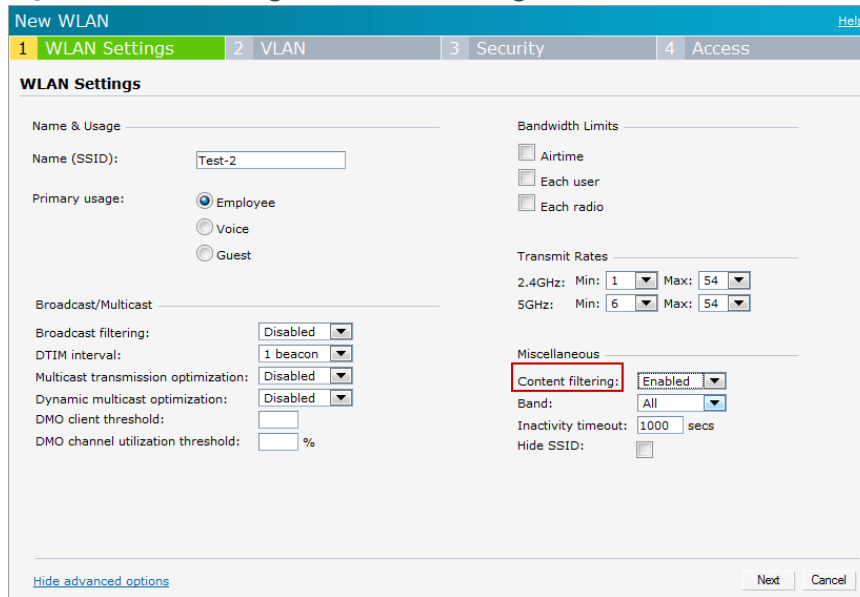 New WLAN Help
1 WLAN Settings 2 VLAN 3 Security 4 Access
WLAN Settings
Name & Usage
Name (SSID): Test-2
Primary usage: Employee
Voice
Guest
Broadcast/Multicast
Broadcast filtering: Disabled
DTIM interval: 1 beacon
Multicast transmission optimization: Disabled
Dynamic multicast optimization: Disabled
DMO client threshold:
DMO channel utilization threshold: %
Bandwidth Limits
Airtime
Each user
Each radio
Transmit Rates
2.4GHz: Min: 1 Max: 54
5GHz: Min: 6 Max: 54
Miscellaneous
Content filtering: Enabled
Band: All
Inactivity timeout: 1000 secs
Hide SSID:
Hide advanced options
Next Cancel